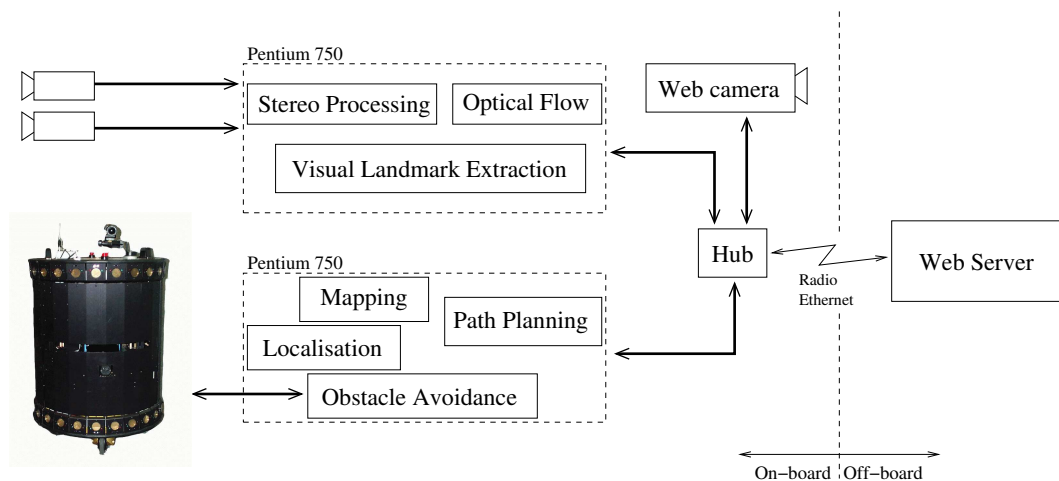 Pentium 750
Stereo Processing
Optical Flow
Visual Landmark Extraction
Web camera
Hub
Radio
Ethernet
Web Server
Pentium 750
Mapping
Path Planning
Localisation
Obstacle Avoidance
On−board
Off−board